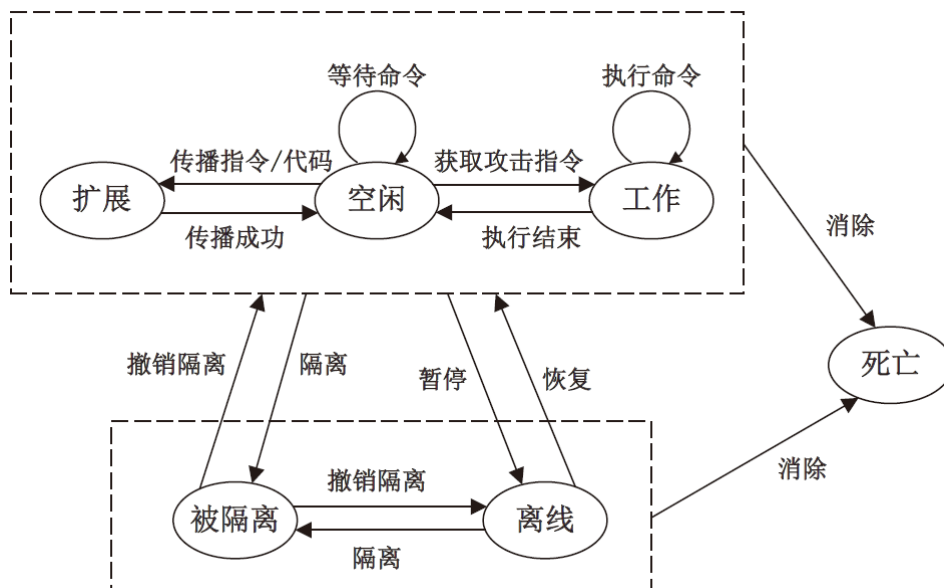 等待命令
执行命令
传播指令/代码
获取攻击指令
扩展
空闲
工作
传播成功
执行结束
消除
撤销隔离
隔离
暂停
恢复
死亡
撤销隔离
消除
被隔离
离线
隔离